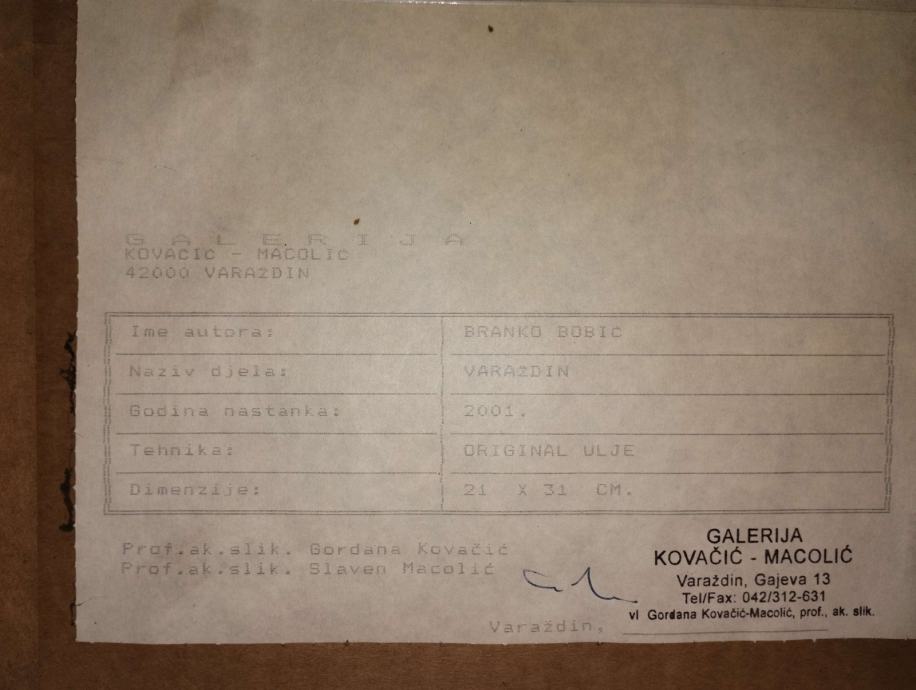 GALERIJA
KOVAčIć - MACOLIć
42000 VARAžDIN
Ime autora: BRANKO BOBIć
Naziv djela: VARAžDIN
Godina nastanka: 2001.
Tehnika: ORIGINAL ULJE
Dimenzije: 21 X 31 CM.
Prof.ak.slik. Gordana Kovačić
Prof.ak.slik. Slaven Macolić
GALERIJA
KOVAČIĆ - MACOLIĆ
Varaždin, Gajeva 13
Tel/Fax: 042/312-631
vl Gordana Kovačić-Macolić, prof., ak. slik.
Varaždin,